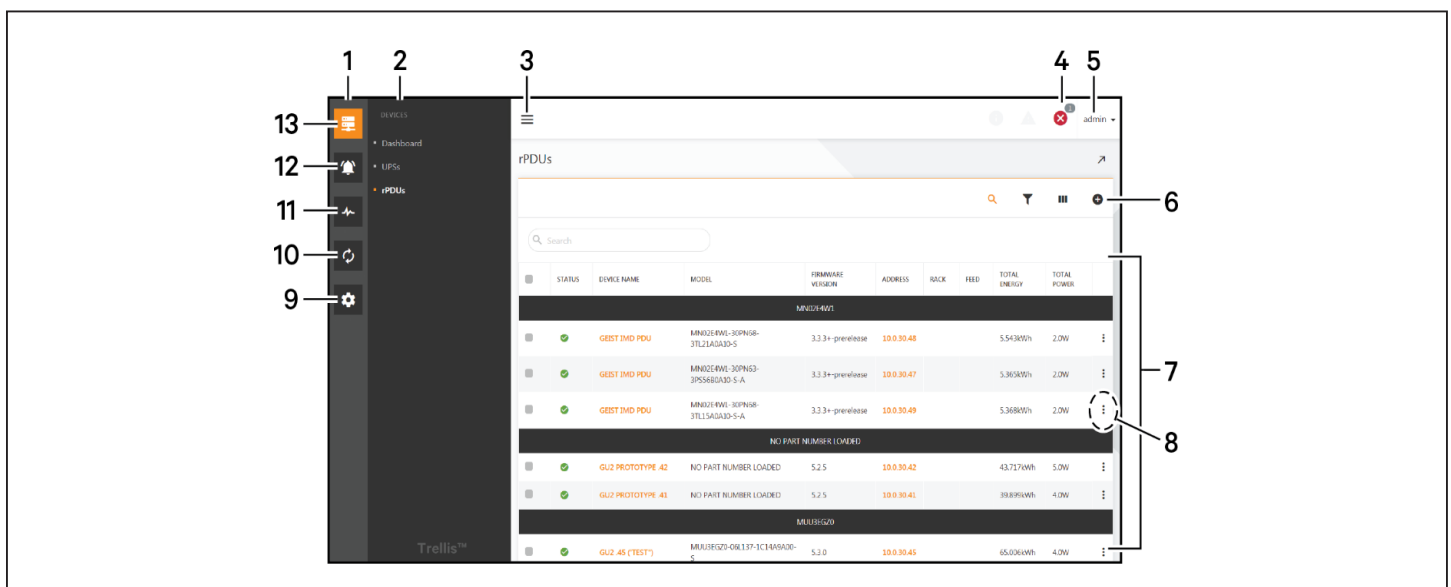 1 2 3 4 5
13
12
11
10
9
DEVICES
• Dashboard
• UPSs
• rPDUs
Trellis™
admin
rPDUs
6
Search
STATUS DEVICE NAME MODEL FIRMWARE VERSION ADDRESS RACK FEED TOTAL ENERGY TOTAL POWER
MN02E4W1
GEIST IMD PDU MN02E4W1-30PN68-3TL21A0A10-S 3.3.3+-prerelease 10.0.30.48 5.543kWh 2.0W
GEIST IMD PDU MN02E4W1-30PN63-3PS56B0A10-S-A 3.3.3+-prerelease 10.0.30.47 5.365kWh 2.0W
7
GEIST IMD PDU MN02E4W1-30PN68-3TL15A0A10-S-A 3.3.3+-prerelease 10.0.30.49 5.368kWh 2.0W
8
NO PART NUMBER LOADED
GU2 PROTOTYPE .42 NO PART NUMBER LOADED 5.2.5 10.0.30.42 43.717kWh 5.0W
GU2 PROTOTYPE .41 NO PART NUMBER LOADED 5.2.5 10.0.30.41 39.899kWh 4.0W
MUU3EGZ0
GU2 .45 ("TEST") MUU3EGZ0-06L137-1C14A9A00-S 5.3.0 10.0.30.45 65.006kWh 4.0W